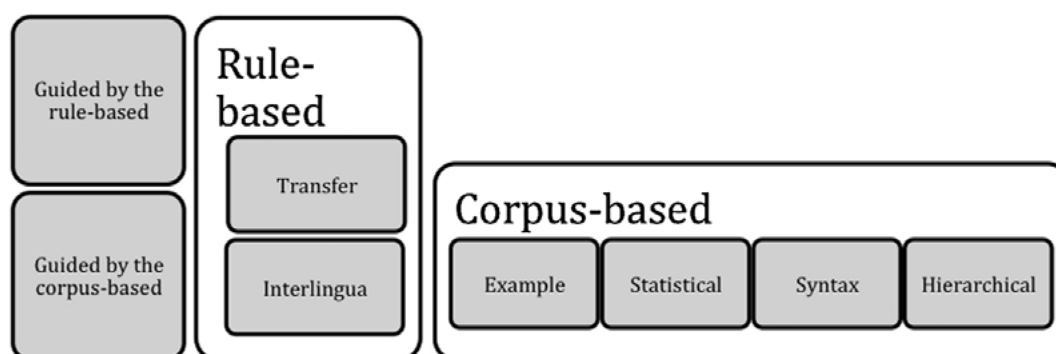 Guided by the
rule-based
Guided by the
corpus-based
Rule-
based
Transfer
Interlingua
Corpus-based
Example
Statistical
Syntax
Hierarchical